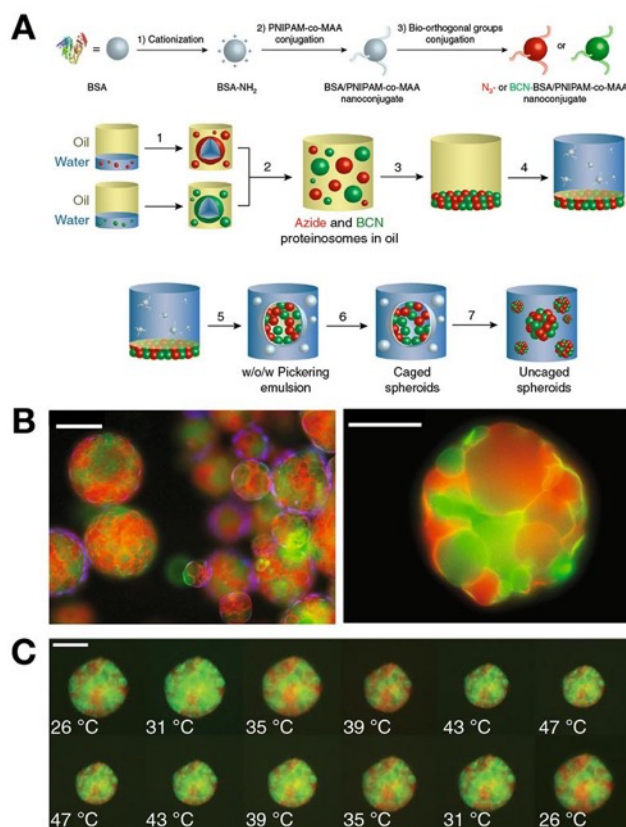 A
1) Cationization
2) PNIPAM-co-MAA
conjugation
3) Bio-orthogonal groups
conjugation
=
or
BSA
BSA-NH2
BSA/PNIPAM-co-MAA
nanoconjugate
N3- or BCN-BSA/PNIPAM-co-MAA
nanoconjugate
Oil
Water
1
Oil
Water
2
3
4
Azide and BCN
proteinosomes in oil
5
6
7
w/o/w Pickering
emulsion
Caged
spheroids
Uncaged
spheroids
B
C
26 °C 31 °C 35 °C 39 °C 43 °C 47 °C
47 °C 43 °C 39 °C 35 °C 31 °C 26 °C